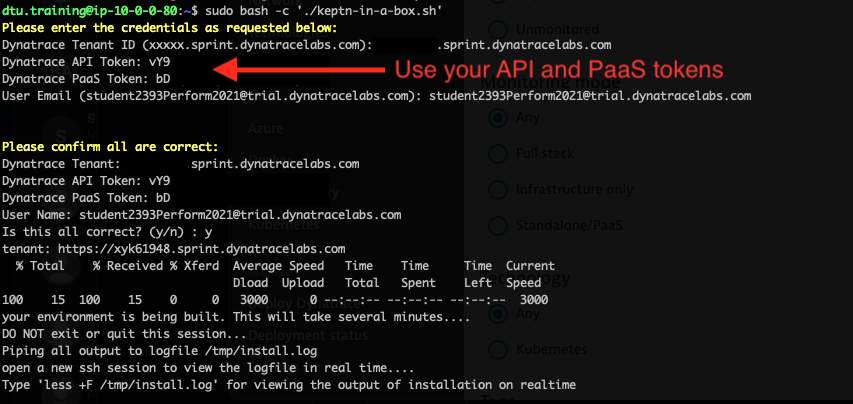 dtu.training@ip-10-0-0-80:~$ sudo bash -c './keptn-in-a-box.sh'
Please enter the credentials as requested below:
Dynatrace Tenant ID (xxxxx.sprint.dynatracelabs.com): .sprint.dynatracelabs.com
Dynatrace API Token: vY9
Dynatrace PaaS Token: bD
Use your API and PaaS tokens
User Email (student2393Perform2021@trial.dynatracelabs.com): student2393Perform2021@trial.dynatracelabs.com
Please confirm all are correct:
Dynatrace Tenant: .sprint.dynatracelabs.com
Dynatrace API Token: vY9
Dynatrace PaaS Token: bD
User Name: student2393Perform2021@trial.dynatracelabs.com
Is this all correct? (y/n) : y
tenant: https://xyk61948.sprint.dynatracelabs.com
% Total % Received % Xferd Average Speed Time Time Time Current
Dload Upload Total Spent Left Speed
100 15 100 15 0 0 3000 0 --:--:-- --:--:-- --:--:-- 3000
your environment is being built. This will take several minutes....
DO NOT exit or quit this session...
Piping all output to logfile /tmp/install.log
open a new ssh session to view the logfile in real time....
Type 'less +F /tmp/install.log' for viewing the output of installation on realtime
Unmonitored
Monitoring mode
Any
Full stack
Infrastructure only
Standalone/PaaS
Any
Kubernetes
Azure
Kubernetes
Deployment status